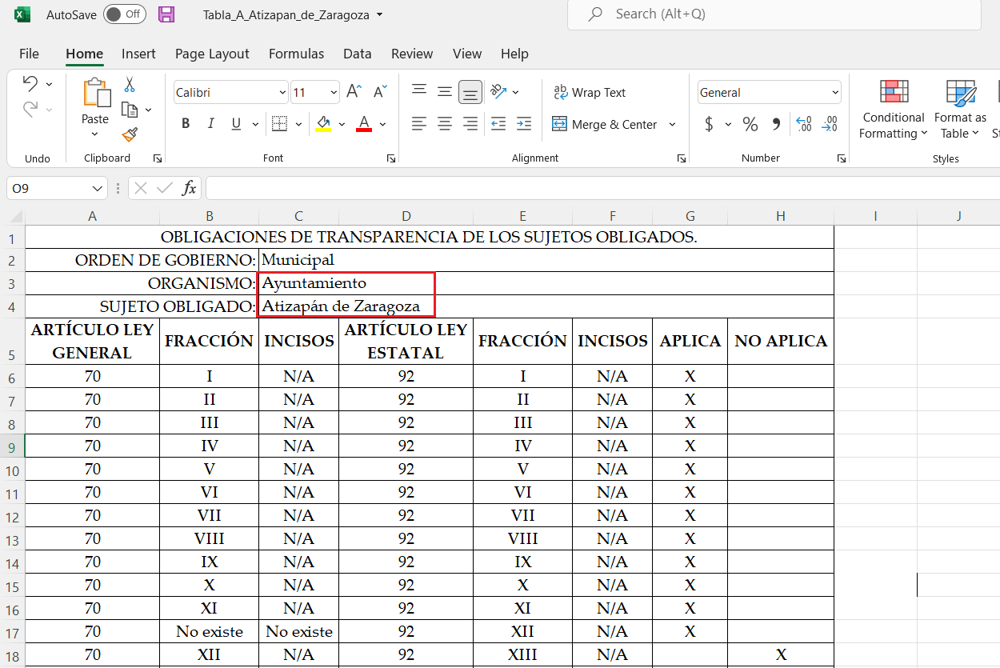 AutoSave Off Tabla_A_Atizapan_de_Zaragoza Search (Alt+Q)
File Home Insert Page Layout Formulas Data Review View Help
Calibri 11 Wrap Text General
Paste B I U A Merge & Center $ % Conditional Formatting Format as Table
Undo Clipboard Font Alignment Number Styles
O9 fx
A B C D E F G H I J
1 OBLIGACIONES DE TRANSPARENCIA DE LOS SUJETOS OBLIGADOS.
2 ORDEN DE GOBIERNO: Municipal
3 ORGANISMO: Ayuntamiento
4 SUJETO OBLIGADO: Atizapán de Zaragoza
5 ARTÍCULO LEY GENERAL FRACCIÓN INCISOS ARTÍCULO LEY ESTATAL FRACCIÓN INCISOS APLICA NO APLICA
6 70 I N/A 92 I N/A X
7 70 II N/A 92 II N/A X
8 70 III N/A 92 III N/A X
9 70 IV N/A 92 IV N/A X
10 70 V N/A 92 V N/A X
11 70 VI N/A 92 VI N/A X
12 70 VII N/A 92 VII N/A X
13 70 VIII N/A 92 VIII N/A X
14 70 IX N/A 92 IX N/A X
15 70 X N/A 92 X N/A X
16 70 XI N/A 92 XI N/A X
17 70 No existe No existe 92 XII N/A X
18 70 XII N/A 92 XIII N/A X